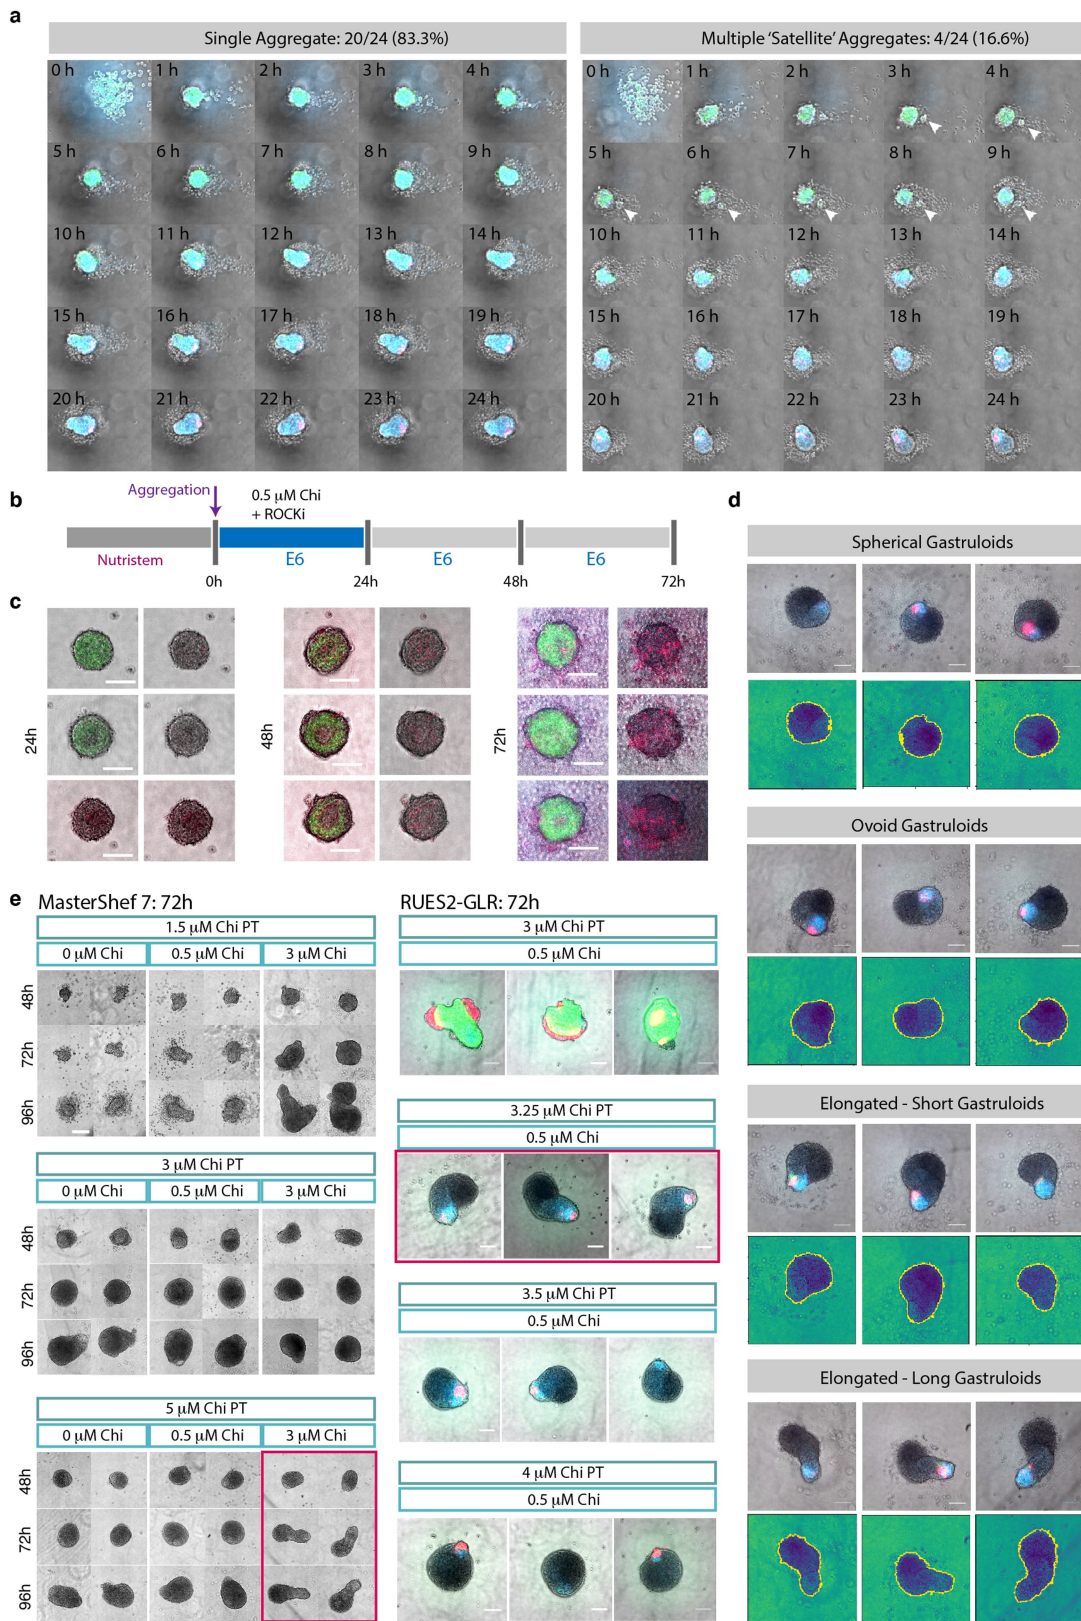 a
Single Aggregate: 20/24 (83.3%)
Multiple 'Satellite' Aggregates: 4/24 (16.6%)
0 h 1 h 2 h 3 h 4 h
5 h 6 h 7 h 8 h 9 h
10 h 11 h 12 h 13 h 14 h
15 h 16 h 17 h 18 h 19 h
20 h 21 h 22 h 23 h 24 h
0 h 1 h 2 h 3 h 4 h
5 h 6 h 7 h 8 h 9 h
10 h 11 h 12 h 13 h 14 h
15 h 16 h 17 h 18 h 19 h
20 h 21 h 22 h 23 h 24 h
b
Aggregation
0.5 μM Chi
+ ROCKi
Nutristem E6 E6 E6
0h 24h 48h 72h
c
24h
48h
72h
d
Spherical Gastruloids
Ovoid Gastruloids
Elongated - Short Gastruloids
Elongated - Long Gastruloids
e
MasterShef 7: 72h
1.5 μM Chi PT
0 μM Chi 0.5 μM Chi 3 μM Chi
48h
72h
96h
3 μM Chi PT
0 μM Chi 0.5 μM Chi 3 μM Chi
48h
72h
96h
5 μM Chi PT
0 μM Chi 0.5 μM Chi 3 μM Chi
48h
72h
96h
RUES2-GLR: 72h
3 μM Chi PT
0.5 μM Chi
3.25 μM Chi PT
0.5 μM Chi
3.5 μM Chi PT
0.5 μM Chi
4 μM Chi PT
0.5 μM Chi